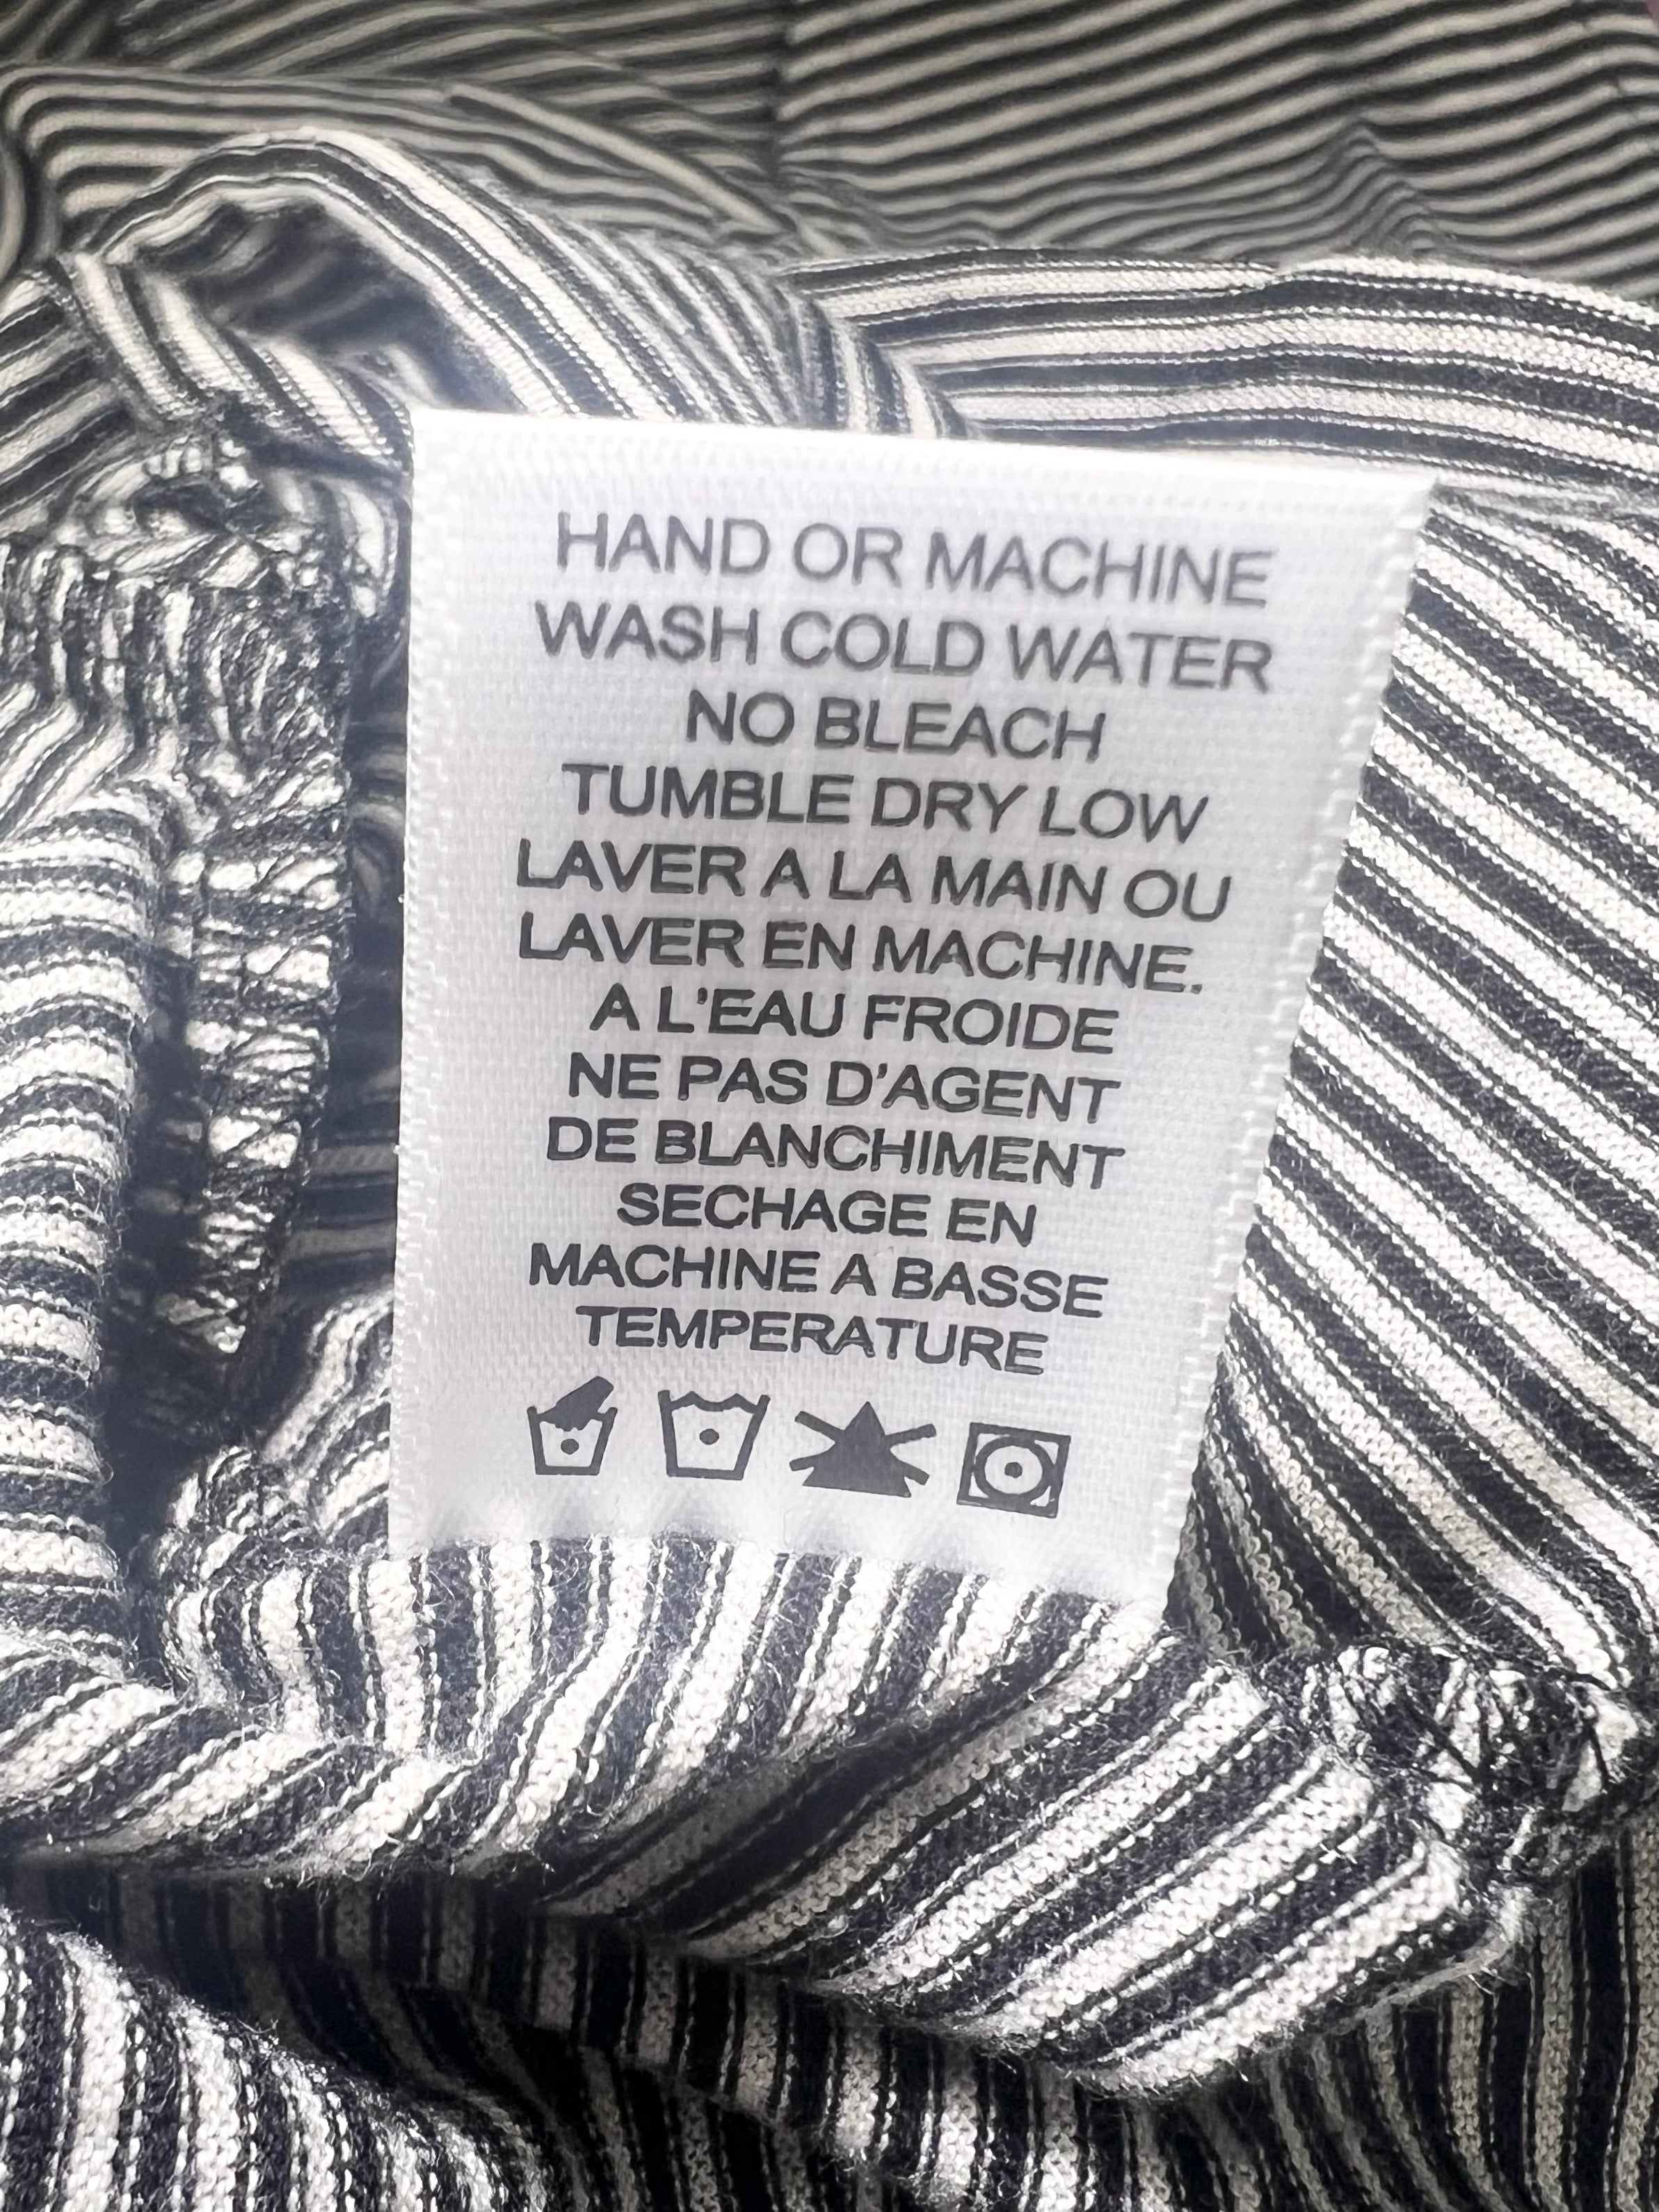 HAND OR MACHINE
WASH COLD WATER
NO BLEACH
TUMBLE DRY LOW
LAVER A LA MAIN OU
LAVER EN MACHINE.
A L'EAU FROIDE
NE PAS D'AGENT
DE BLANCHIMENT
SECHAGE EN
MACHINE A BASSE
TEMPERATURE